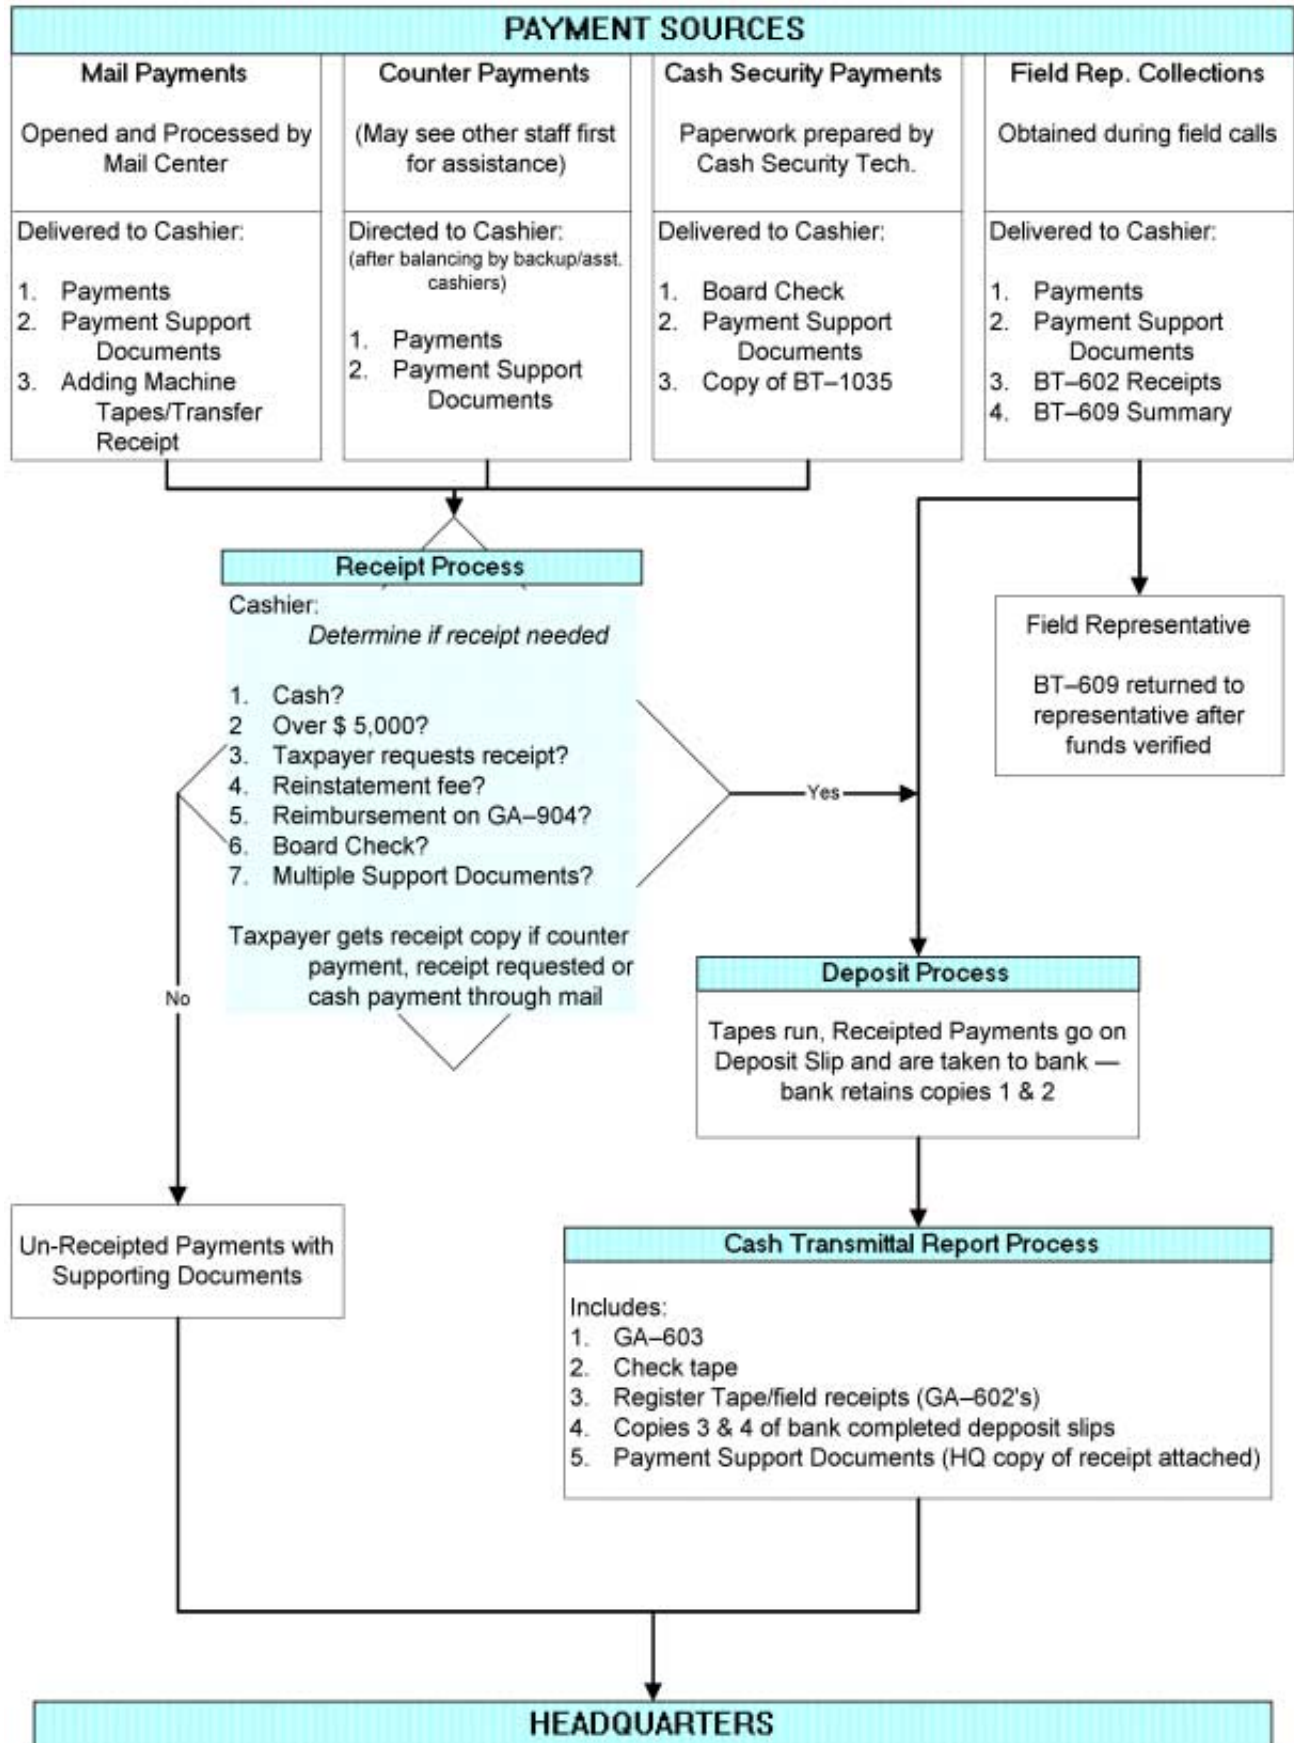 PAYMENT SOURCES
Mail Payments
Opened and Processed by
Mail Center
Delivered to Cashier:
1. Payments
2. Payment Support
Documents
3. Adding Machine
Tapes/Transfer
Receipt
Counter Payments
(May see other staff first
for assistance)
Directed to Cashier:
(after balancing by backup/asst.
cashiers)
1. Payments
2. Payment Support
Documents
Cash Security Payments
Paperwork prepared by
Cash Security Tech.
Delivered to Cashier:
1. Board Check
2. Payment Support
Documents
3. Copy of BT–1035
Field Rep. Collections
Obtained during field calls
Delivered to Cashier:
1. Payments
2. Payment Support
Documents
3. BT–602 Receipts
4. BT–609 Summary
Receipt Process
Cashier:
Determine if receipt needed
1. Cash?
2 Over $ 5,000?
3. Taxpayer requests receipt?
4. Reinstatement fee?
5. Reimbursement on GA–904?
6. Board Check?
7. Multiple Support Documents?
Taxpayer gets receipt copy if counter
payment, receipt requested or
cash payment through mail
Yes
No
Field Representative
BT–609 returned to
representative after
funds verified
Deposit Process
Tapes run, Receipted Payments go on
Deposit Slip and are taken to bank —
bank retains copies 1 & 2
Un-Receipted Payments with
Supporting Documents
Cash Transmittal Report Process
Includes:
1. GA–603
2. Check tape
3. Register Tape/field receipts (GA–602's)
4. Copies 3 & 4 of bank completed depposit slips
5. Payment Support Documents (HQ copy of receipt attached)
HEADQUARTERS